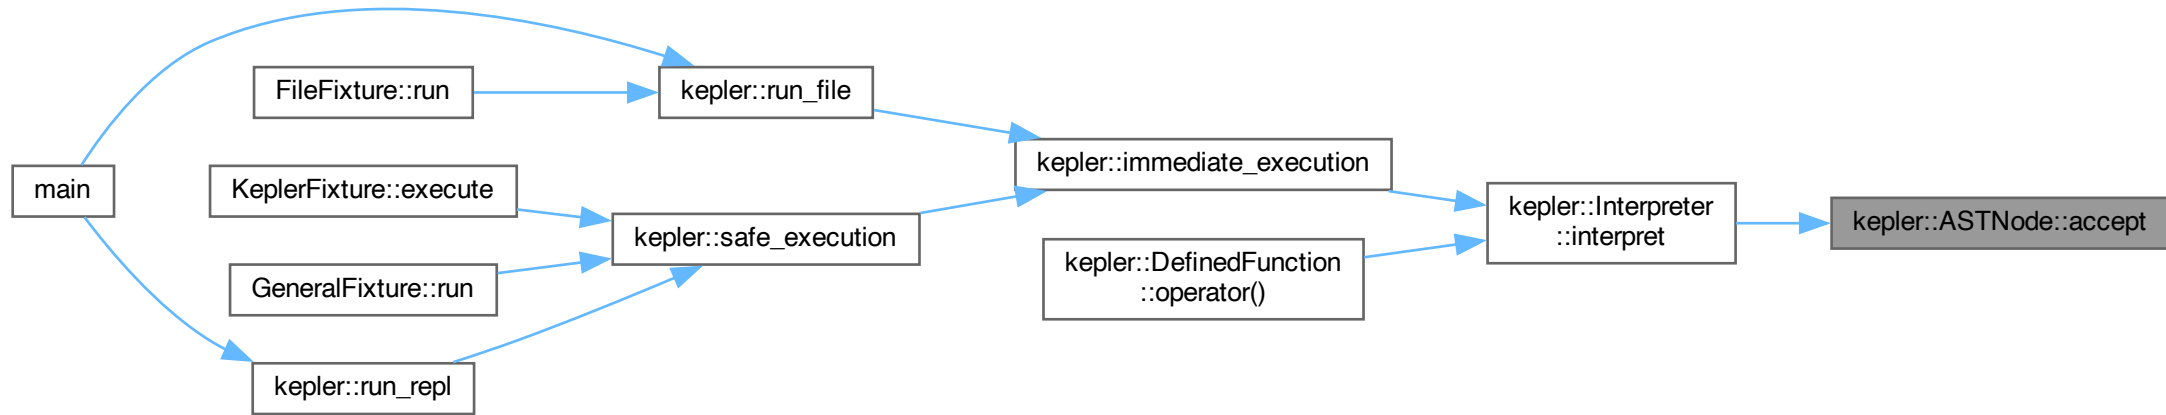 main
FileFixture::run
KeplerFixture::execute
GeneralFixture::run
kepler::run_repl
kepler::run_file
kepler::safe_execution
kepler::immediate_execution
kepler::DefinedFunction
::operator()
kepler::Interpreter
::interpret
kepler::ASTNode::accept